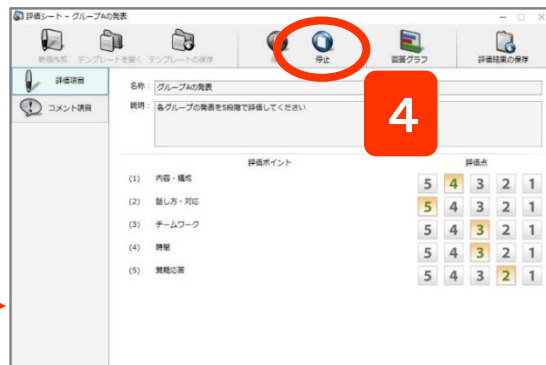 評価シート - グループAの発表
新規作成 テンプレートを開く テンプレートの保存 停止 回答グラフ 評価結果の保存
評価項目
コメント項目
名称： グループAの発表
説明： 各グループの発表を5段階で評価してください
4
評価ポイント 評価点
(1) 内容・構成 5 4 3 2 1
(2) 話し方・対応 5 4 3 2 1
(3) チームワーク 5 4 3 2 1
(4) 時間 5 4 3 2 1
(5) 質疑応答 5 4 3 2 1